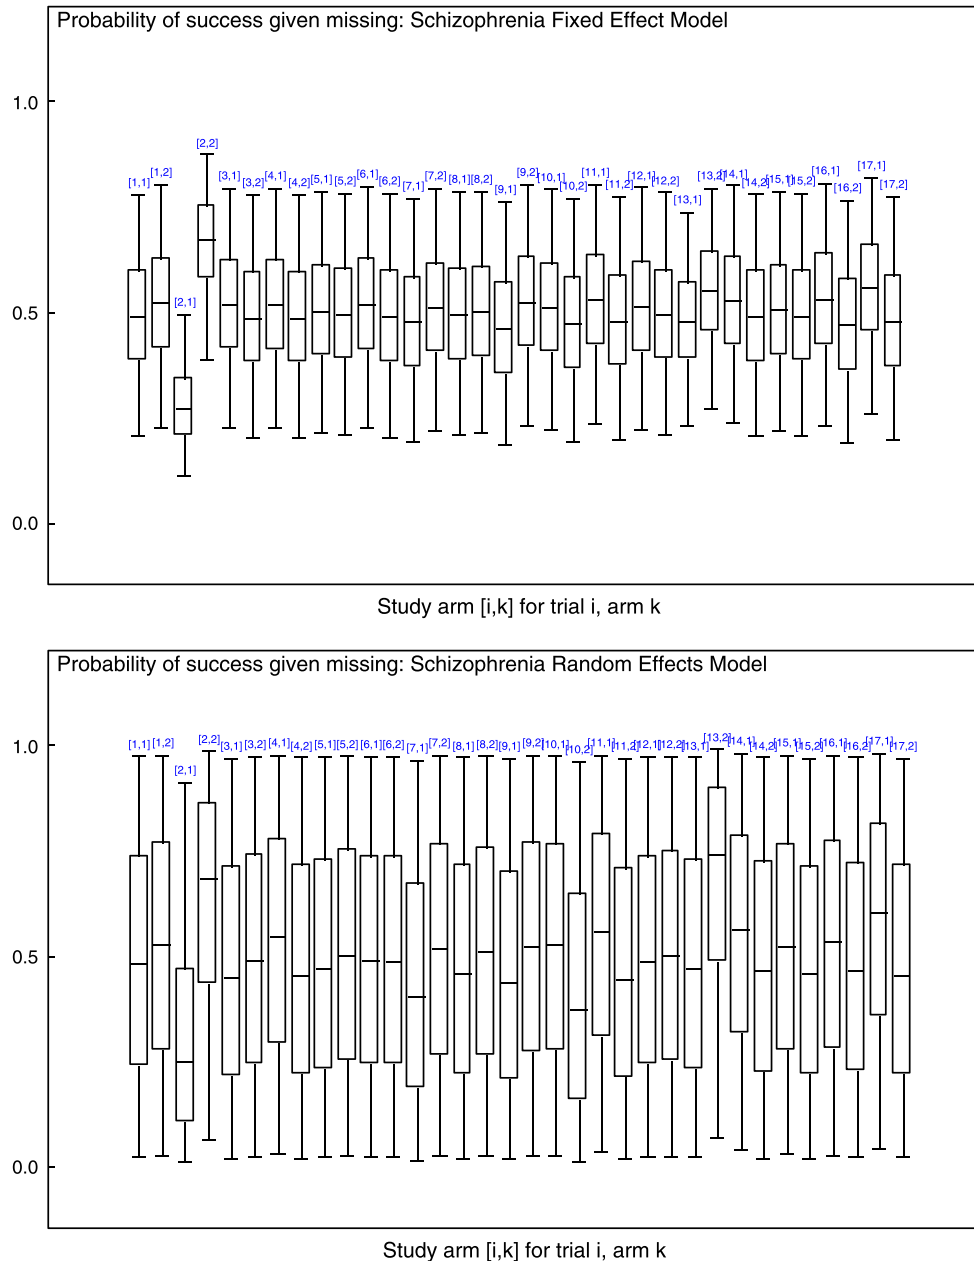 Probability of success given missing: Schizophrenia Fixed Effect Model
1.0
0.5
0.0
[1,1] [1,2] [2,1] [2,2] [3,1] [3,2] [4,1] [4,2] [5,1] [5,2] [6,1] [6,2] [7,1] [7,2] [8,1] [8,2] [9,1] [9,2] [10,1] [10,2] [11,1] [11,2] [12,1] [12,2] [13,1] [13,2] [14,1] [14,2] [15,1] [15,2] [16,1] [16,2] [17,1] [17,2]
Study arm [i,k] for trial i, arm k
Probability of success given missing: Schizophrenia Random Effects Model
1.0
0.5
0.0
[1,1] [1,2] [2,1] [2,2] [3,1] [3,2] [4,1] [4,2] [5,1] [5,2] [6,1] [6,2] [7,1] [7,2] [8,1] [8,2] [9,1] [9,2] [10,1] [10,2] [11,1] [11,2] [12,1] [12,2] [13,1] [13,2] [14,1] [14,2] [15,1] [15,2] [16,1] [16,2] [17,1] [17,2]
Study arm [i,k] for trial i, arm k